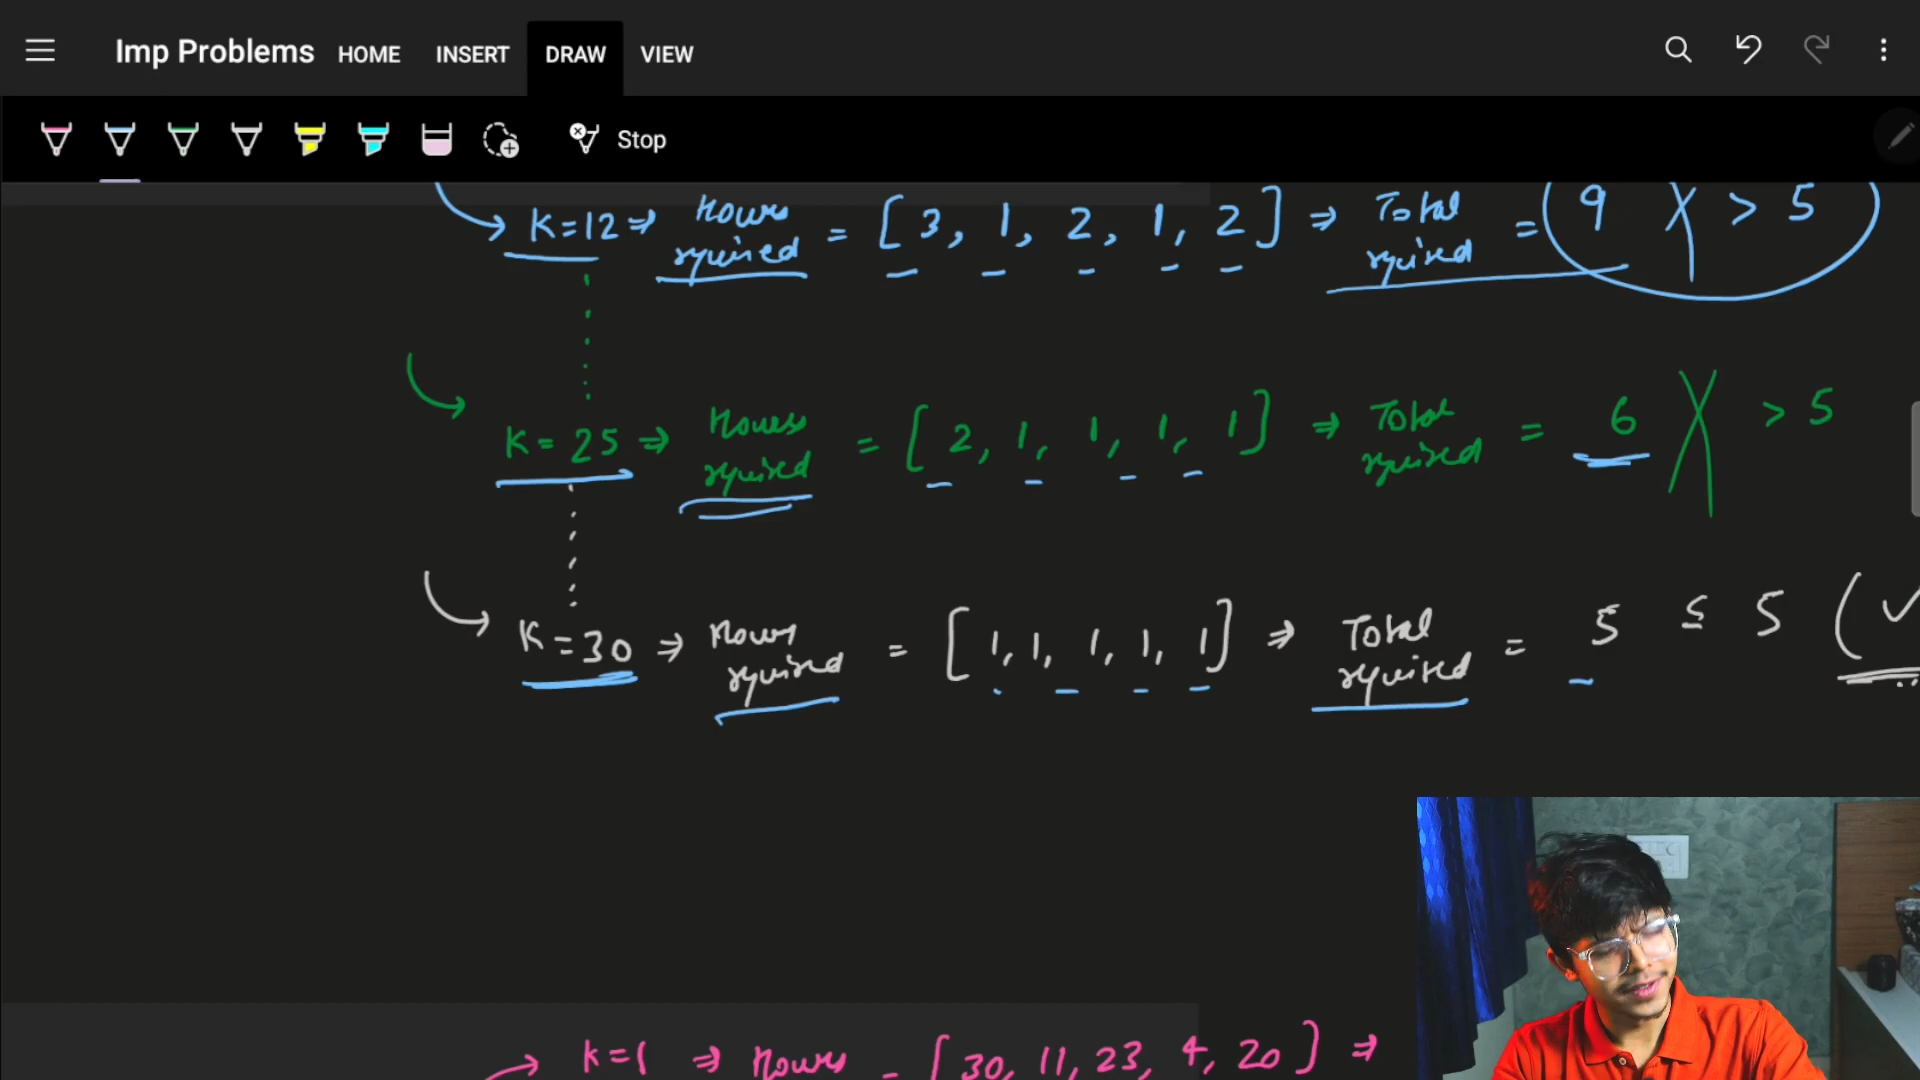 Imp Problems HOME INSERT DRAW VIEW
Stop
K=12 ⇒ Hours required = [3, 1, 2, 1, 2] ⇒ Total required = 9 X > 5
K = 25 ⇒ Hours required = [2, 1, 1, 1, 1] ⇒ Total required = 6 X > 5
K = 30 ⇒ Hours required = [1, 1, 1, 1, 1] ⇒ Total required = 5 ≤ 5 (✓
K=1 ⇒ Hours = [30, 11, 23, 4, 20] ⇒